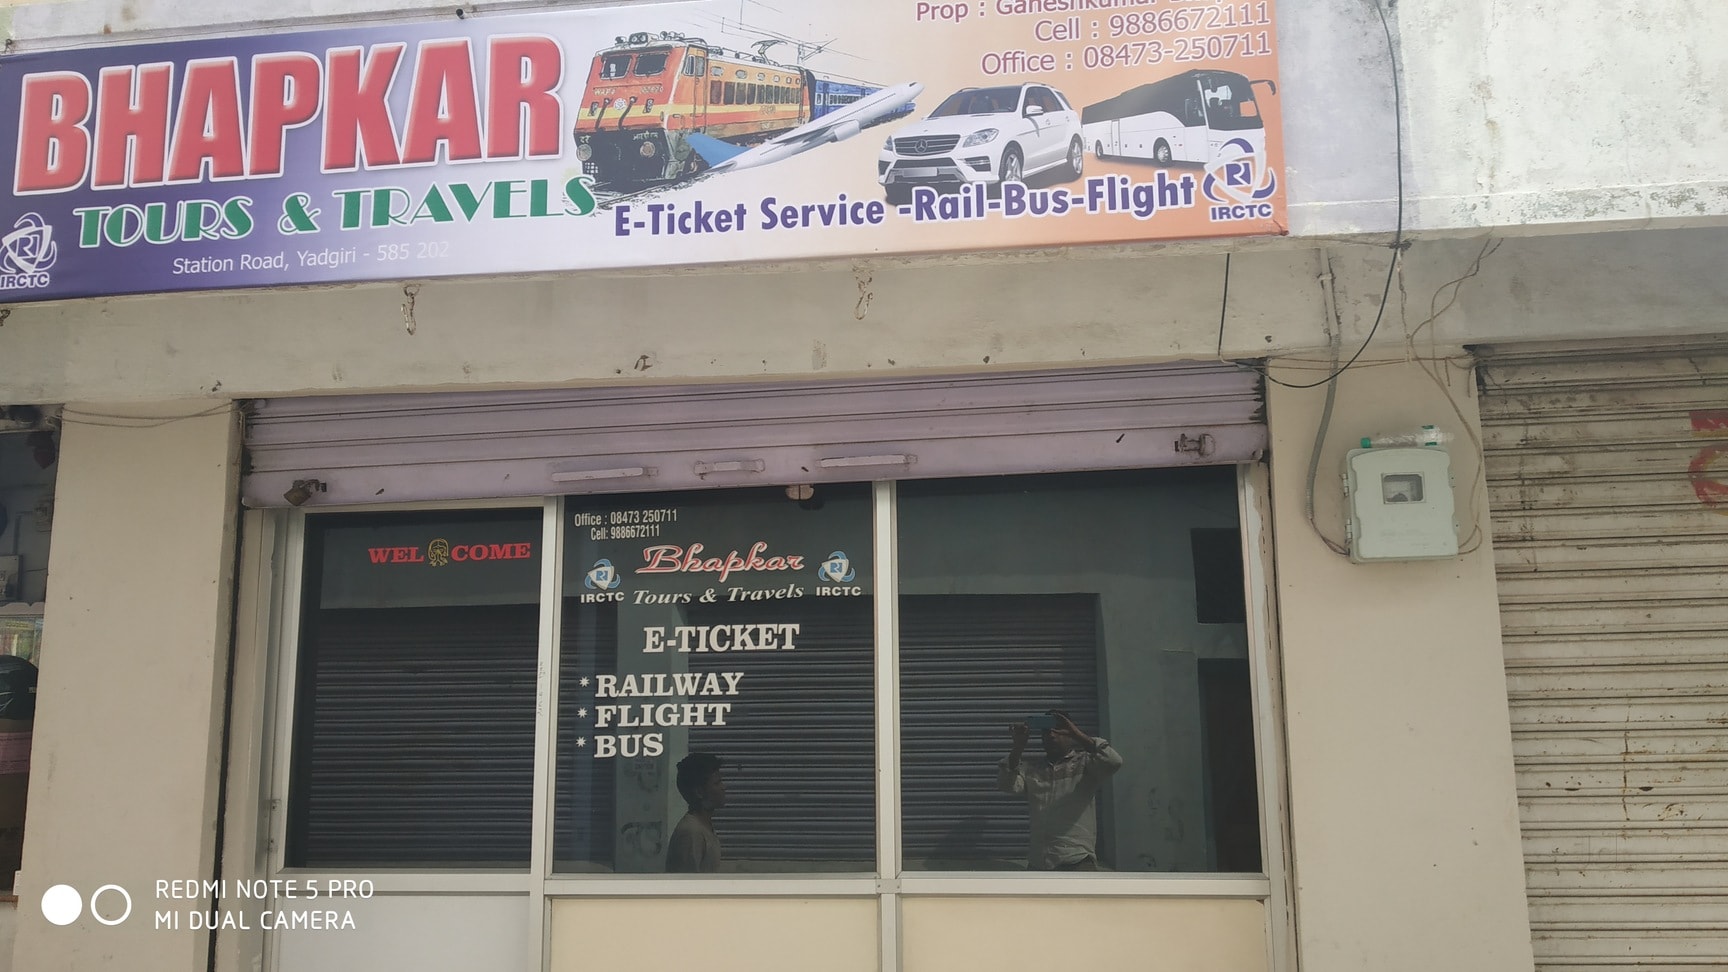 Prop : Ganeshkumar
Cell : 9886672111
Office : 08473-250711
BHAPKAR
TOURS & TRAVELS
E-Ticket Service -Rail-Bus-Flight
IRCTC
Station Road, Yadgiri - 585 202
IRCTC
Office : 08473 250711
Cell: 9886672111
WEL COME
Bhapkar
IRCTC Tours & Travels IRCTC
E-TICKET
* RAILWAY
* FLIGHT
* BUS
REDMI NOTE 5 PRO
MI DUAL CAMERA